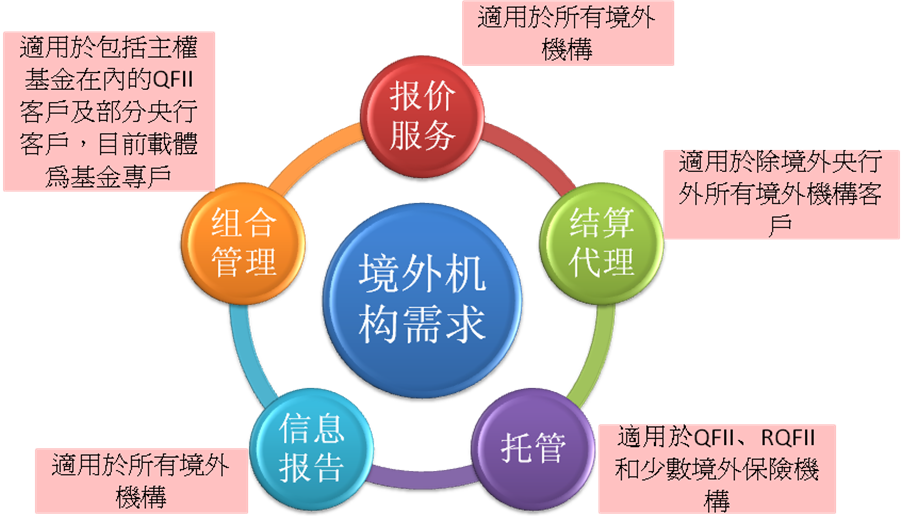 適用於所有境外
機構
報价
服务
適用於包括主權
基金在內的QFII
客戶及部分央行
客戶，目前載體
爲基金專戶
组合
管理
適用於除境外央行
外所有境外機構客
戶
结算
代理
境外机
构需求
信息
报告
適用於所有境外
機構
托管
適用於QFII、RQFII
和少數境外保險機
構